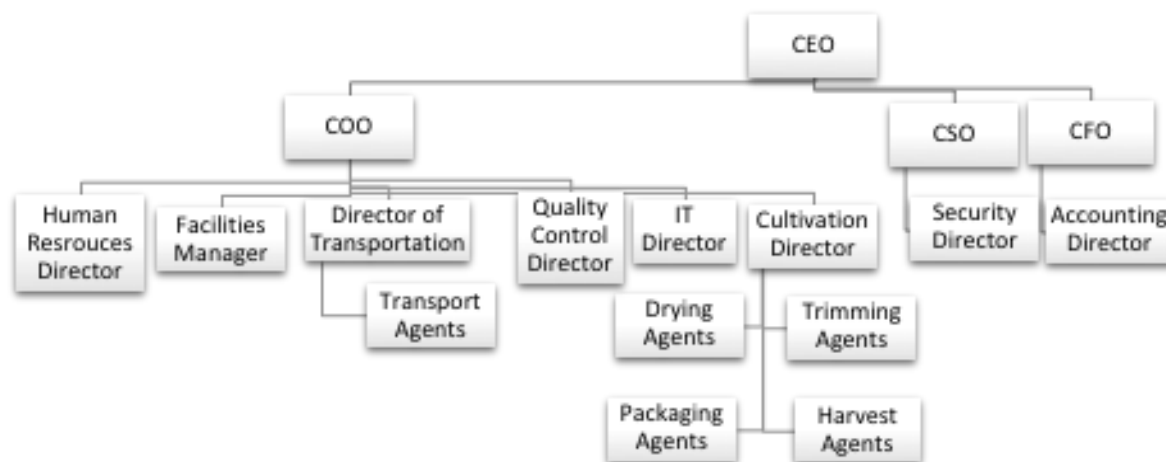 CEO
COO
CSO
CFO
Human
Resrouces
Director
Facilities
Manager
Director of
Transportation
Quality
Control
Director
IT
Director
Cultivation
Director
Security
Director
Accounting
Director
Transport
Agents
Drying
Agents
Trimming
Agents
Packaging
Agents
Harvest
Agents